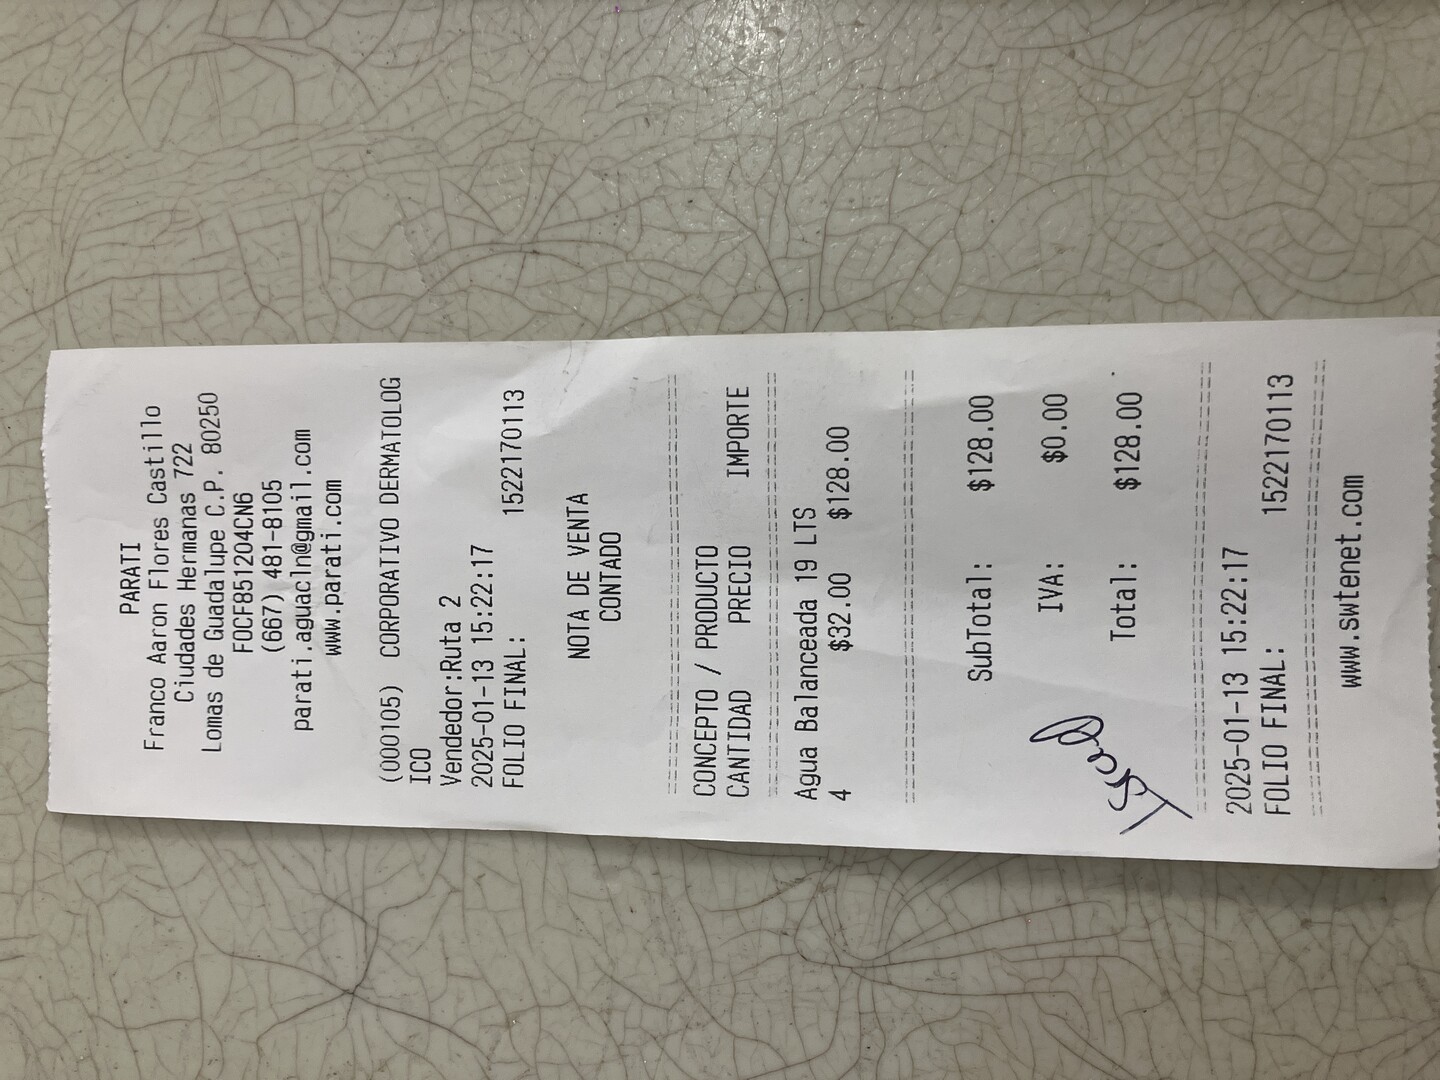 PARATI
Franco Aaron Flores Castillo
Ciudades Hermanas 722
Lomas de Guadalupe C.P. 80250
FOCF851204CN6
(667) 481-8105
parati.aguacln@gmail.com
www.parati.com
(000105) CORPORATIVO DERMATOLOG
ICO
Vendedor:Ruta 2
2025-01-13 15:22:17
FOLIO FINAL: 1522170113
NOTA DE VENTA
CONTADO
CONCEPTO / PRODUCTO
CANTIDAD PRECIO IMPORTE
Agua Balanceada 19 LTS
4 $32.00 $128.00
SubTotal: $128.00
IVA: $0.00
Total: $128.00
2025-01-13 15:22:17
FOLIO FINAL: 1522170113
www.swtenet.com